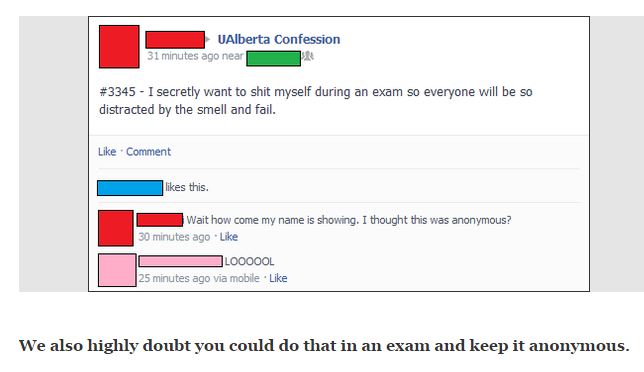 UAlberta Confession
31 minutes ago near
#3345 - I secretly want to shit myself during an exam so everyone will be so
distracted by the smell and fail.
Like · Comment
likes this.
Wait how come my name is showing. I thought this was anonymous?
30 minutes ago · Like
LOOOOOL
25 minutes ago via mobile · Like
We also highly doubt you could do that in an exam and keep it anonymous.